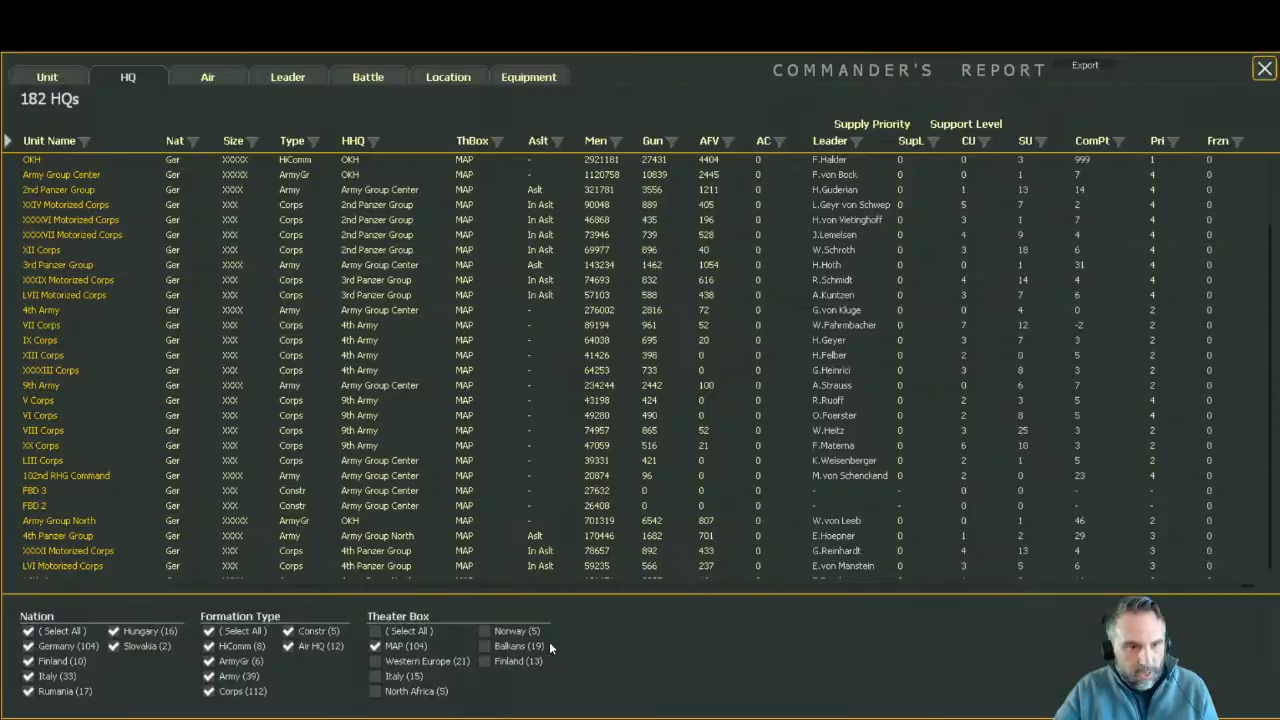 Unit HQ Air Leader Battle Location Equipment COMMANDER'S REPORT Export
182 HQs
Supply Priority Support Level
Unit Name Nat Size Type HHQ ThBox Aslt Men Gun AFV AC Leader SupL CU SU ComPt Pri Frzn
OKH Ger XXXXX HiComm OKH MAP - 2921181 27431 4404 0 F.Halder 0 0 3 999 1 0
Army Group Center Ger XXXXX ArmyGr OKH MAP - 1120758 10839 2445 0 F.von Bock 0 0 1 7 4 0
2nd Panzer Group Ger XXXX Army Army Group Center MAP Aslt 321781 3556 1211 0 H.Guderian 0 1 13 14 4 0
XXIV Motorized Corps Ger XXX Corps 2nd Panzer Group MAP In Aslt 90048 889 405 0 L.Geyr von Schwep 0 5 7 2 4 0
XXXXVI Motorized Corps Ger XXX Corps 2nd Panzer Group MAP In Aslt 46868 435 196 0 H.von Vietinghoff 0 3 1 7 4 0
XXXXVII Motorized Corps Ger XXX Corps 2nd Panzer Group MAP In Aslt 73946 739 528 0 J.Lemelsen 0 4 9 4 4 0
XII Corps Ger XXX Corps 2nd Panzer Group MAP In Aslt 69977 896 40 0 W.Schroth 0 3 18 6 4 0
3rd Panzer Group Ger XXXX Army Army Group Center MAP Aslt 143234 1462 1054 0 H.Hoth 0 0 1 31 4 0
XXXIX Motorized Corps Ger XXX Corps 3rd Panzer Group MAP In Aslt 74693 832 616 0 R.Schmidt 0 4 14 4 4 0
LVII Motorized Corps Ger XXX Corps 3rd Panzer Group MAP In Aslt 57103 588 438 0 A.Kuntzen 0 3 7 6 4 0
4th Army Ger XXXX Army Army Group Center MAP - 276002 2816 72 0 G.von Kluge 0 0 4 0 2 0
VII Corps Ger XXX Corps 4th Army MAP - 89194 961 52 0 W.Fahrmbacher 0 7 12 -2 2 0
IX Corps Ger XXX Corps 4th Army MAP - 64038 695 20 0 H.Geyer 0 3 7 3 2 0
XIII Corps Ger XXX Corps 4th Army MAP - 41426 398 0 0 H.Felber 0 2 0 5 2 0
XXXXIII Corps Ger XXX Corps 4th Army MAP - 64253 733 0 0 G.Heinrici 0 3 8 3 2 0
9th Army Ger XXXX Army Army Group Center MAP - 234244 2442 100 0 A.Strauss 0 0 6 7 2 0
V Corps Ger XXX Corps 9th Army MAP - 43198 424 0 0 R.Ruoff 0 2 3 5 4 0
VI Corps Ger XXX Corps 9th Army MAP - 49280 490 0 0 O.Foerster 0 2 8 5 2 0
VIII Corps Ger XXX Corps 9th Army MAP - 74957 865 52 0 W.Heitz 0 3 25 3 2 0
XX Corps Ger XXX Corps 9th Army MAP - 47059 516 21 0 F.Materna 0 6 10 3 2 0
LIII Corps Ger XXX Corps Army Group Center MAP - 39331 421 0 0 K.Weisenberger 0 2 1 5 2 0
102nd RHG Command Ger XXX Army Army Group Center MAP - 20874 96 0 0 M.von Schenckend 0 2 0 23 4 0
FBD 3 Ger XXX Constr Army Group Center MAP - 27632 0 0 0 - - 0 0 - - 0
FBD 2 Ger XXX Constr Army Group Center MAP - 26408 0 0 0 - - 0 0 - - 0
Army Group North Ger XXXXX ArmyGr OKH MAP - 701319 6542 807 0 W.von Leeb 0 0 1 46 2 0
4th Panzer Group Ger XXXX Army Army Group North MAP Aslt 170446 1682 701 0 E.Hoepner 0 1 2 29 3 0
XXXXI Motorized Corps Ger XXX Corps 4th Panzer Group MAP In Aslt 78657 892 433 0 G.Reinhardt 0 4 13 4 3 0
LVI Motorized Corps Ger XXX Corps 4th Panzer Group MAP In Aslt 59235 566 237 0 E.von Manstein 0 3 5 6 3 0
Nation Formation Type Theater Box
( Select All ) Hungary (16) ( Select All ) Constr (5) ( Select All ) Norway (5)
Germany (104) Slovakia (2) HiComm (8) Air HQ (12) MAP (104) Balkans (19)
Finland (10) ArmyGr (6) Western Europe (21) Finland (13)
Italy (33) Army (39) Italy (15)
Rumania (17) Corps (112) North Africa (5)